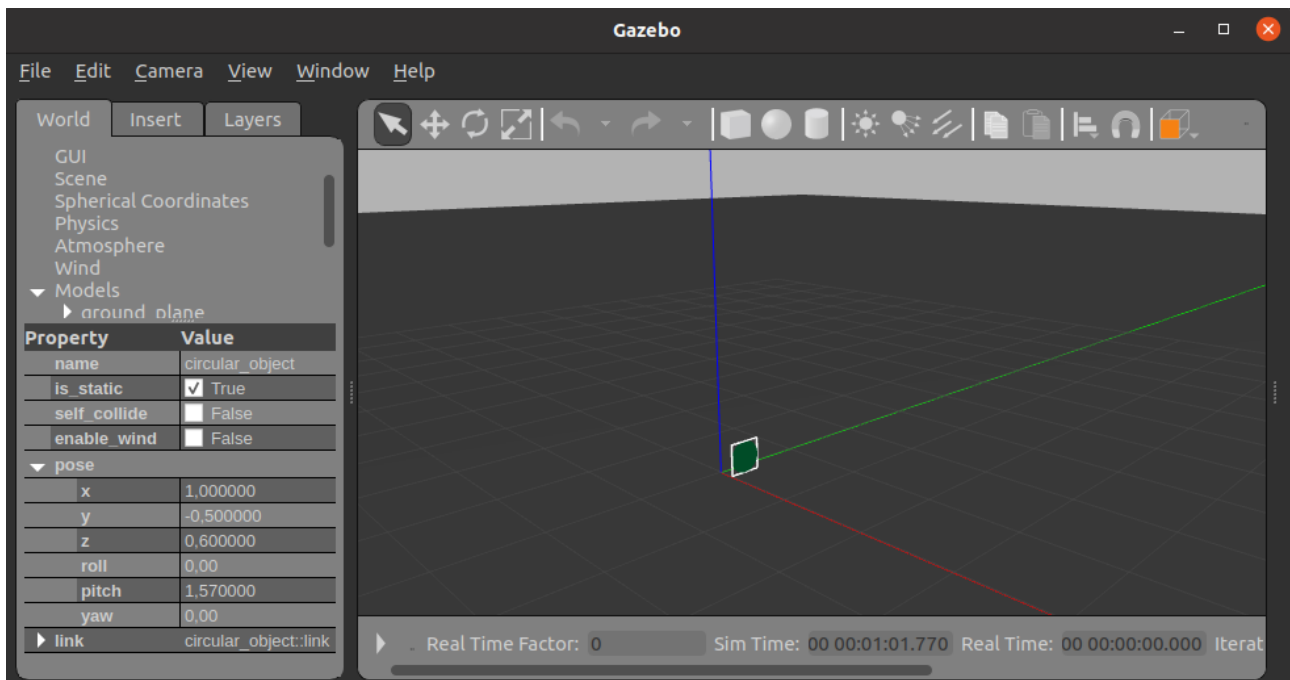 Gazebo
File Edit Camera View Window Help
World Insert Layers
GUI
Scene
Spherical Coordinates
Physics
Atmosphere
Wind
Models
ground_plane
Property Value
name circular_object
is_static True
self_collide False
enable_wind False
pose
x 1,000000
y -0,500000
z 0,600000
roll 0,00
pitch 1,570000
yaw 0,00
link circular_object::link
Real Time Factor: 0 Sim Time: 00 00:01:01.770 Real Time: 00 00:00:00.000 Iterat